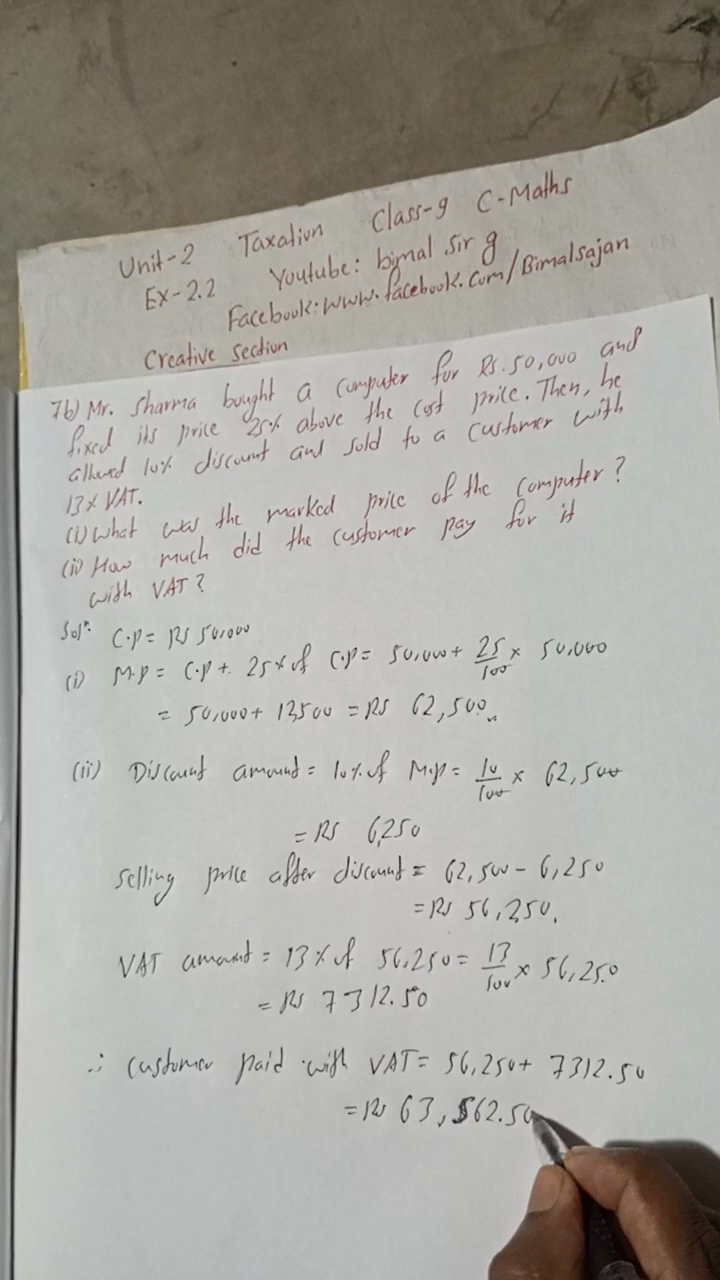 Unit-2 Taxation Class-9 C-Maths
Ex-2.2 Youtube: bimal sir g
Facebook: www.facebook.com/Bimalsajan
Creative section
7b) Mr. Sharma bought a computer for Rs. 50,000 and
fixed its price 25% above the cost price. Then, he
allowed 10% discount and sold to a customer with
13% VAT.
(i) What was the marked price of the computer?
(ii) How much did the customer pay for it
with VAT?
Solⁿ. C.p = Rs 50,000
(i) M.p = C.p + 25% of C.p = 50,000 + 25/100 × 50,000
= 50,000 + 12500 = Rs 62,500
(ii) Discount amount = 10% of M.p = 10/100 × 62,500
= Rs 6,250
Selling price after discount = 62,500 - 6,250
= Rs 56,250.
VAT amount = 13% of 56,250 = 13/100 × 56,250
= Rs 7312.50
∴ customer paid with VAT = 56,250 + 7312.50
= Rs 63,562.50